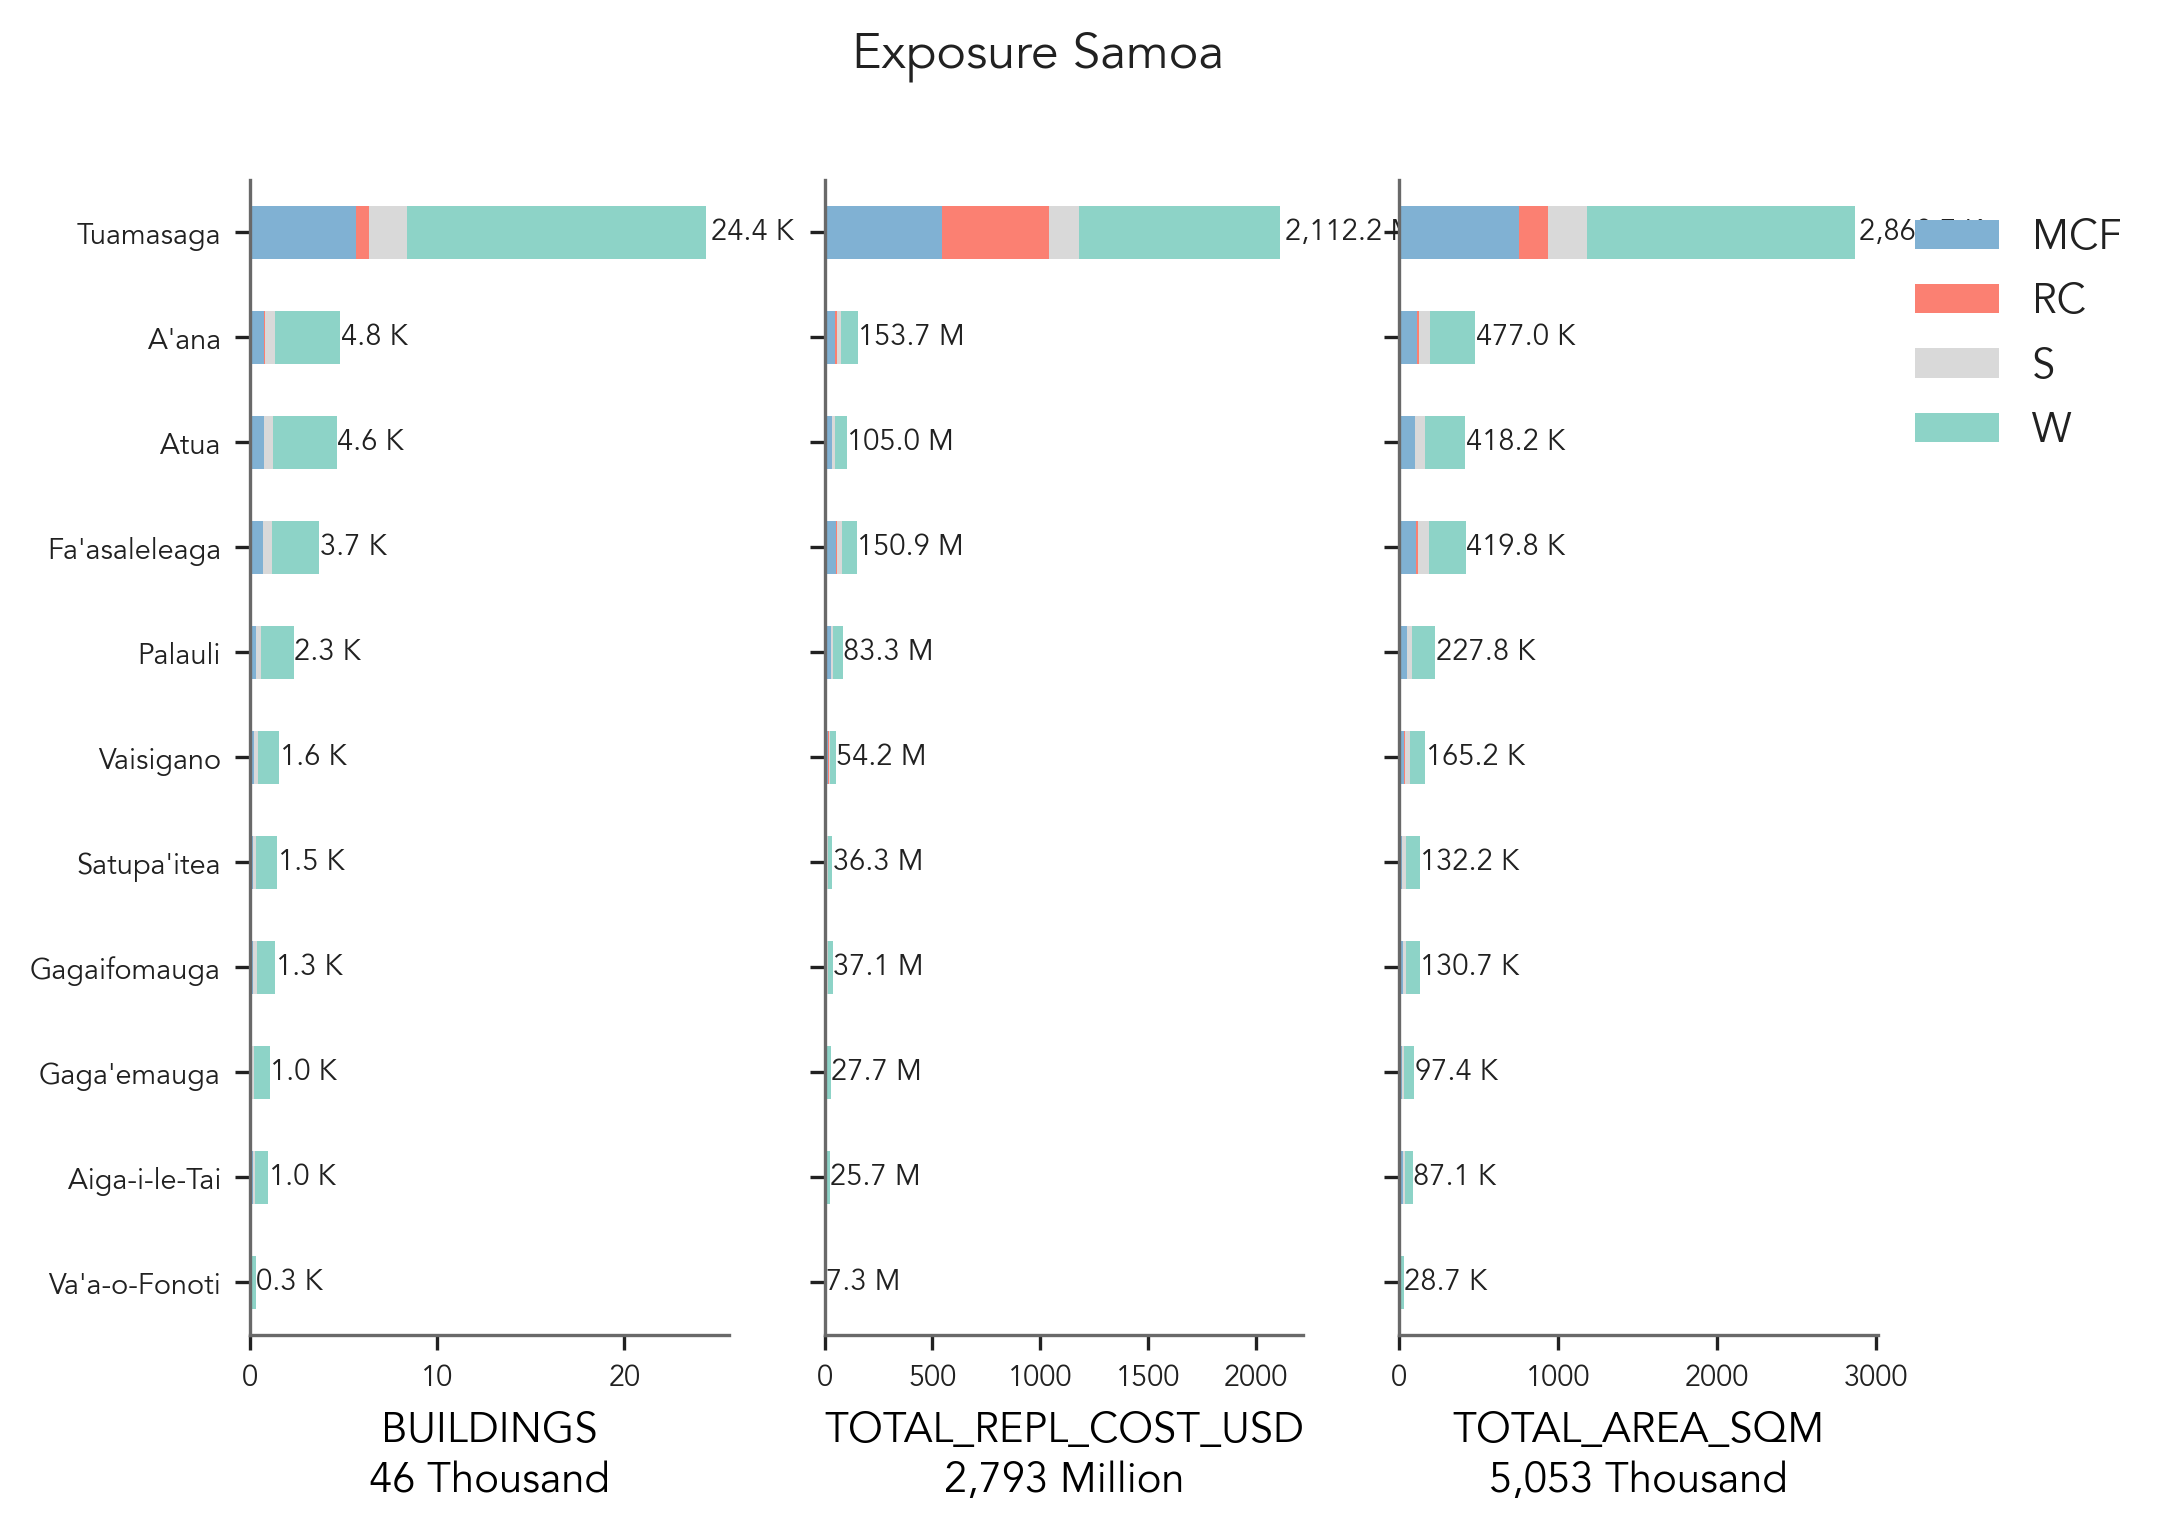 Exposure Samoa
Tuamasaga
A'ana
Atua
Fa'asaleleaga
Palauli
Vaisigano
Satupa'itea
Gagaifomauga
Gaga'emauga
Aiga-i-le-Tai
Va'a-o-Fonoti
24.4 K
4.8 K
4.6 K
3.7 K
2.3 K
1.6 K
1.5 K
1.3 K
1.0 K
1.0 K
0.3 K
0 10 20
BUILDINGS
46 Thousand
2,112.2
153.7 M
105.0 M
150.9 M
83.3 M
54.2 M
36.3 M
37.1 M
27.7 M
25.7 M
7.3 M
0 500 1000 1500 2000
TOTAL_REPL_COST_USD
2,793 Million
477.0 K
418.2 K
419.8 K
227.8 K
165.2 K
132.2 K
130.7 K
97.4 K
87.1 K
28.7 K
0 1000 2000 3000
TOTAL_AREA_SQM
5,053 Thousand
MCF
RC
S
W